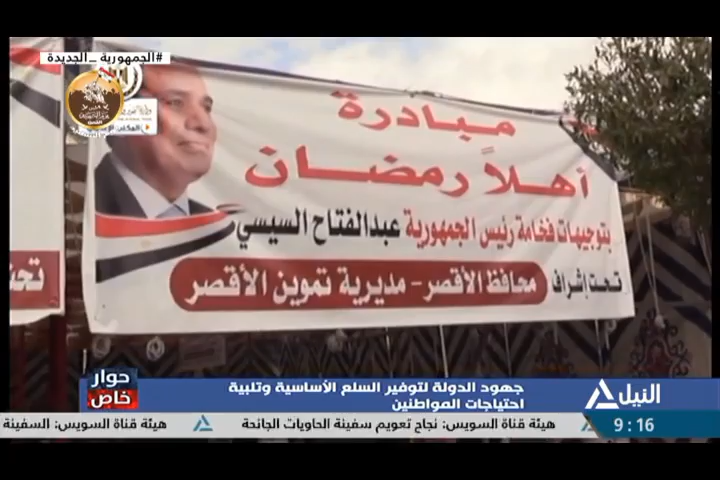 #الجمهورية_الجديدة
مبادرة
أهلاً رمضان
بتوجيهات فخامة رئيس الجمهورية عبدالفتاح السيسي
تحت إشراف محافظ الأقصر - مديرية تموين الأقصر
تحت
حوار خاص
جهود الدولة لتوفير السلع الأساسية وتلبية
احتياجات المواطنين
النيل
9:16
هيئة قناة السويس: نجاح تعويم سفينة الحاويات الجانحة
هيئة قناة السويس: السفينة